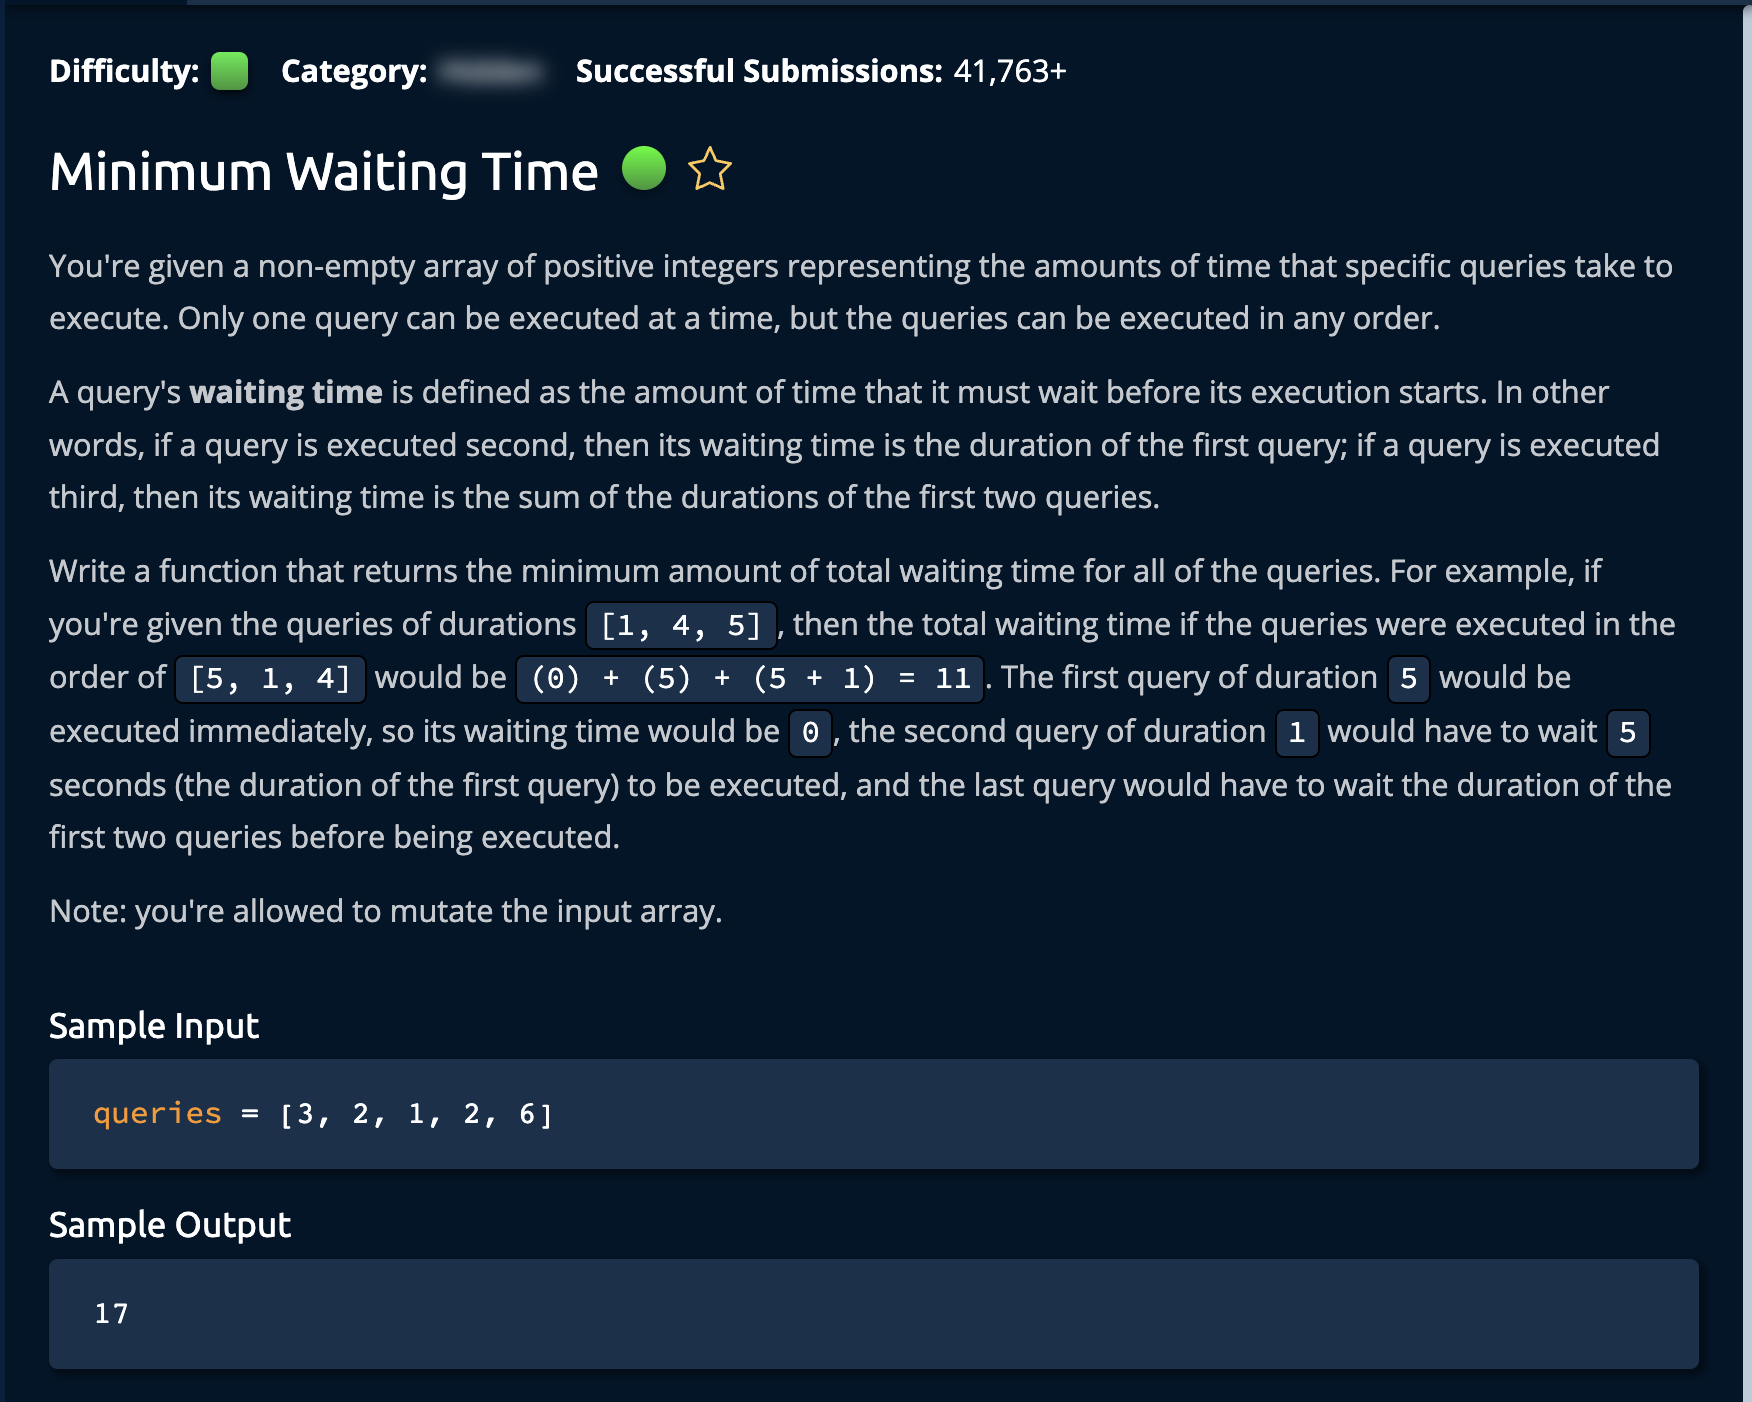 Difficulty: Category: Successful Submissions: 41,763+
Minimum Waiting Time
You're given a non-empty array of positive integers representing the amounts of time that specific queries take to
execute. Only one query can be executed at a time, but the queries can be executed in any order.
A query's waiting time is defined as the amount of time that it must wait before its execution starts. In other
words, if a query is executed second, then its waiting time is the duration of the first query; if a query is executed
third, then its waiting time is the sum of the durations of the first two queries.
Write a function that returns the minimum amount of total waiting time for all of the queries. For example, if
you're given the queries of durations [1, 4, 5], then the total waiting time if the queries were executed in the
order of [5, 1, 4] would be (0) + (5) + (5 + 1) = 11. The first query of duration 5 would be
executed immediately, so its waiting time would be 0, the second query of duration 1 would have to wait 5
seconds (the duration of the first query) to be executed, and the last query would have to wait the duration of the
first two queries before being executed.
Note: you're allowed to mutate the input array.
Sample Input
queries = [3, 2, 1, 2, 6]
Sample Output
17